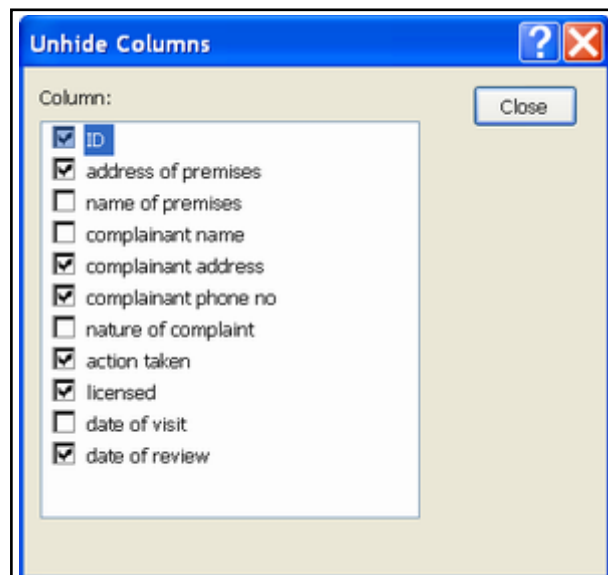 Unhide Columns
Column:
Close
ID
address of premises
name of premises
complainant name
complainant address
complainant phone no
nature of complaint
action taken
licensed
date of visit
date of review